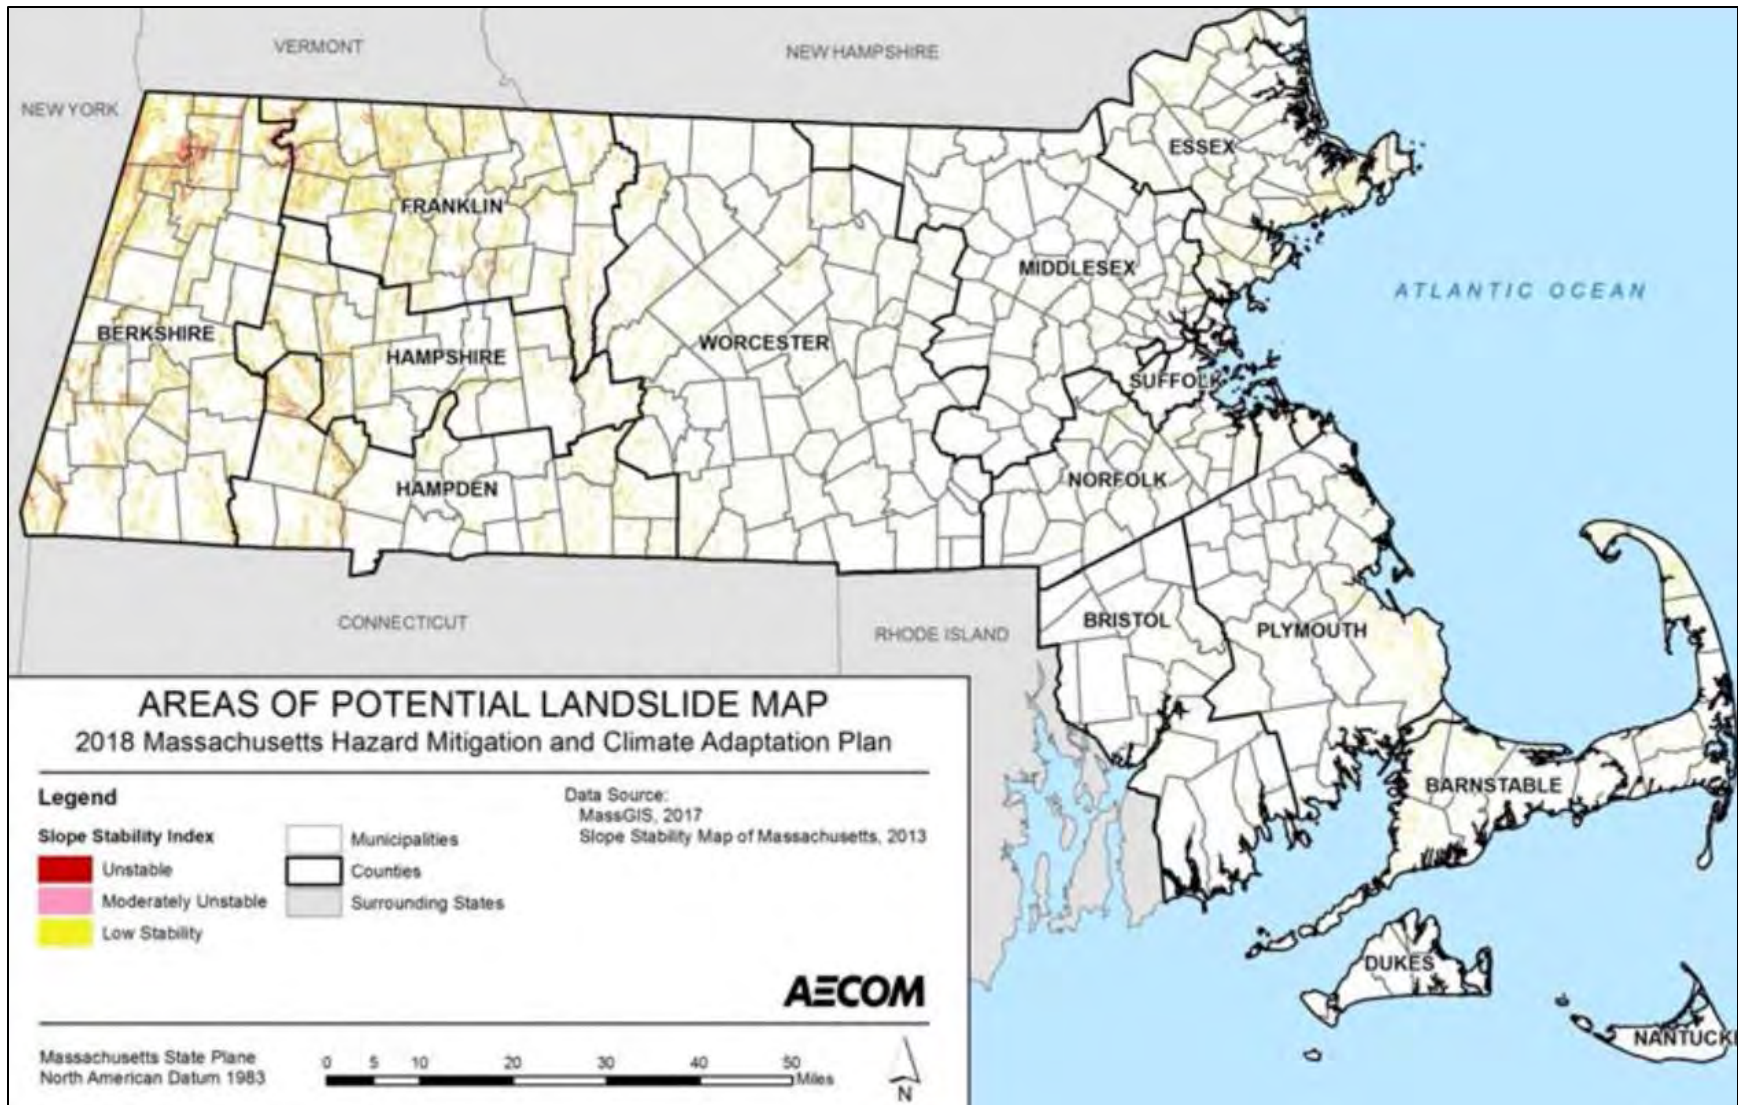 VERMONT
NEW HAMPSHIRE
NEW YORK
ESSEX
FRANKLIN
MIDDLESEX
ATLANTIC OCEAN
BERKSHIRE
HAMPSHIRE
WORCESTER
SUFFOLK
HAMPDEN
NORFOLK
CONNECTICUT
RHODE ISLAND
BRISTOL
PLYMOUTH
BARNSTABLE
DUKES
NANTUCK
AREAS OF POTENTIAL LANDSLIDE MAP
2018 Massachusetts Hazard Mitigation and Climate Adaptation Plan
Legend
Slope Stability Index
Unstable
Moderately Unstable
Low Stability
Municipalities
Counties
Surrounding States
Data Source:
MassGIS, 2017
Slope Stability Map of Massachusetts, 2013
AECOM
Massachusetts State Plane
North American Datum 1983
0 5 10 20 30 40 50
Miles
N